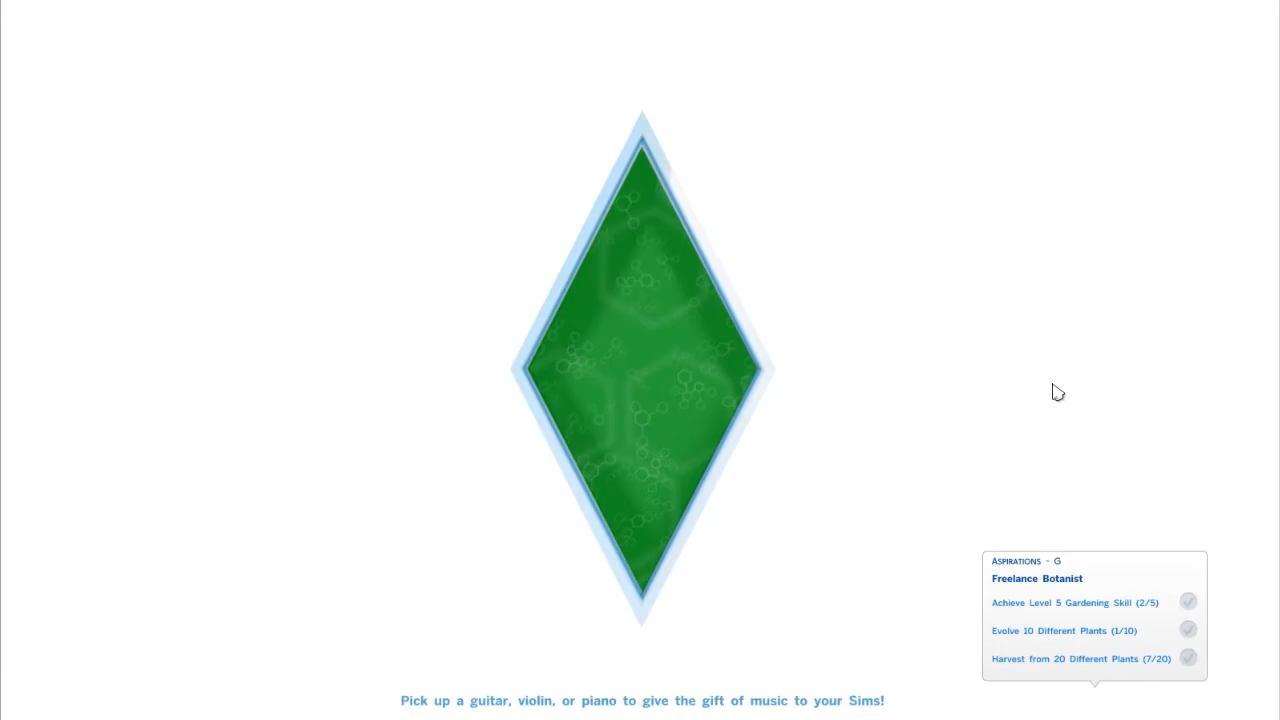 Aspirations - G
Freelance Botanist
Achieve Level 5 Gardening Skill (2/5)
Evolve 10 Different Plants (1/10)
Harvest from 20 Different Plants (7/20)
Pick up a guitar, violin, or piano to give the gift of music to your Sims!